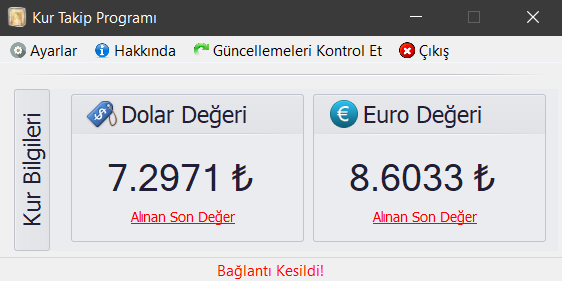 Kur Takip Programı
Ayarlar Hakkında Güncellemeleri Kontrol Et Çıkış
Kur Bilgileri
Dolar Değeri
7.2971 ₺
Alınan Son Değer
Euro Değeri
8.6033 ₺
Alınan Son Değer
Bağlantı Kesildi!